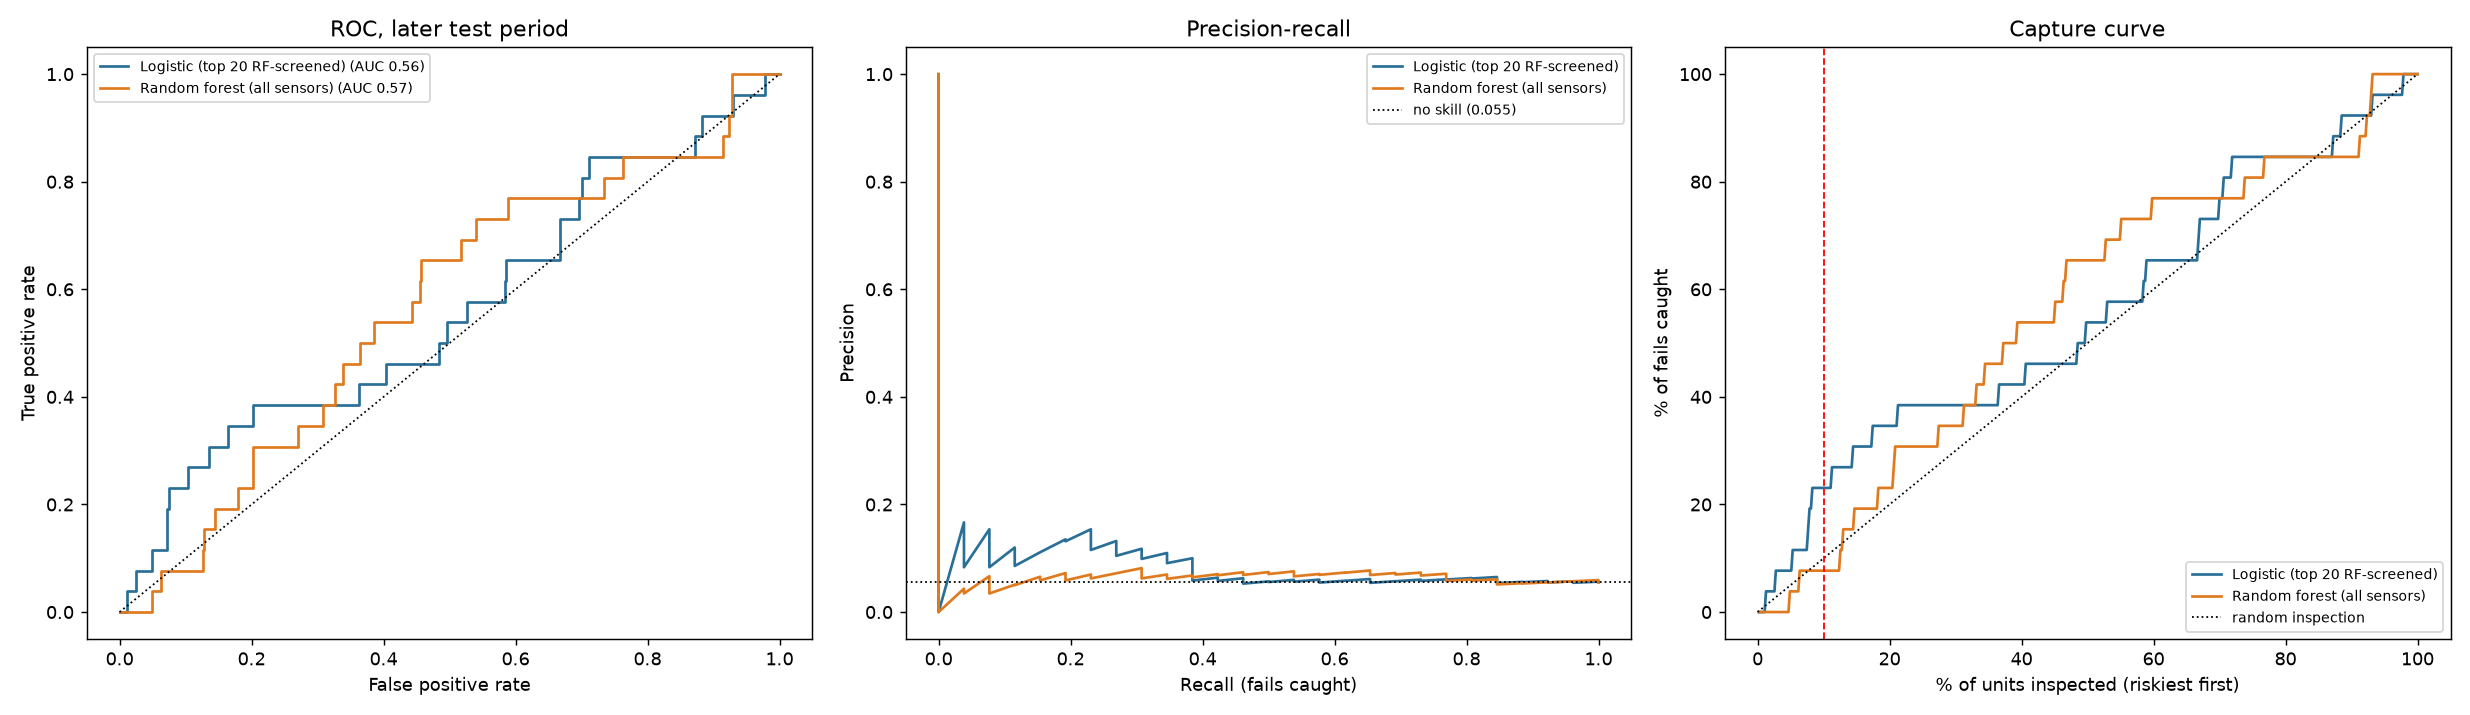 ROC, later test period
Logistic (top 20 RF-screened) (AUC 0.56)
Random forest (all sensors) (AUC 0.57)
True positive rate
1.0
0.8
0.6
0.4
0.2
0.0
0.0 0.2 0.4 0.6 0.8 1.0
False positive rate
Precision-recall
Logistic (top 20 RF-screened)
Random forest (all sensors)
no skill (0.055)
Precision
1.0
0.8
0.6
0.4
0.2
0.0
0.0 0.2 0.4 0.6 0.8 1.0
Recall (fails caught)
Capture curve
% of fails caught
100
80
60
40
20
0
Logistic (top 20 RF-screened)
Random forest (all sensors)
random inspection
0 20 40 60 80 100
% of units inspected (riskiest first)